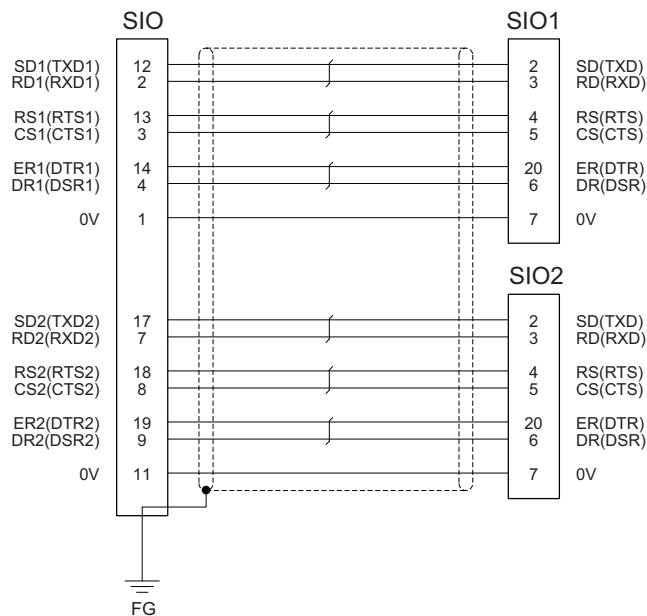 SIO SIO1
SD1(TXD1) 12 2 SD(TXD)
RD1(RXD1) 2 3 RD(RXD)
RS1(RTS1) 13 4 RS(RTS)
CS1(CTS1) 3 5 CS(CTS)
ER1(DTR1) 14 20 ER(DTR)
DR1(DSR1) 4 6 DR(DSR)
0V 1 7 0V
SIO2
SD2(TXD2) 17 2 SD(TXD)
RD2(RXD2) 7 3 RD(RXD)
RS2(RTS2) 18 4 RS(RTS)
CS2(CTS2) 8 5 CS(CTS)
ER2(DTR2) 19 20 ER(DTR)
DR2(DSR2) 9 6 DR(DSR)
0V 11 7 0V
FG